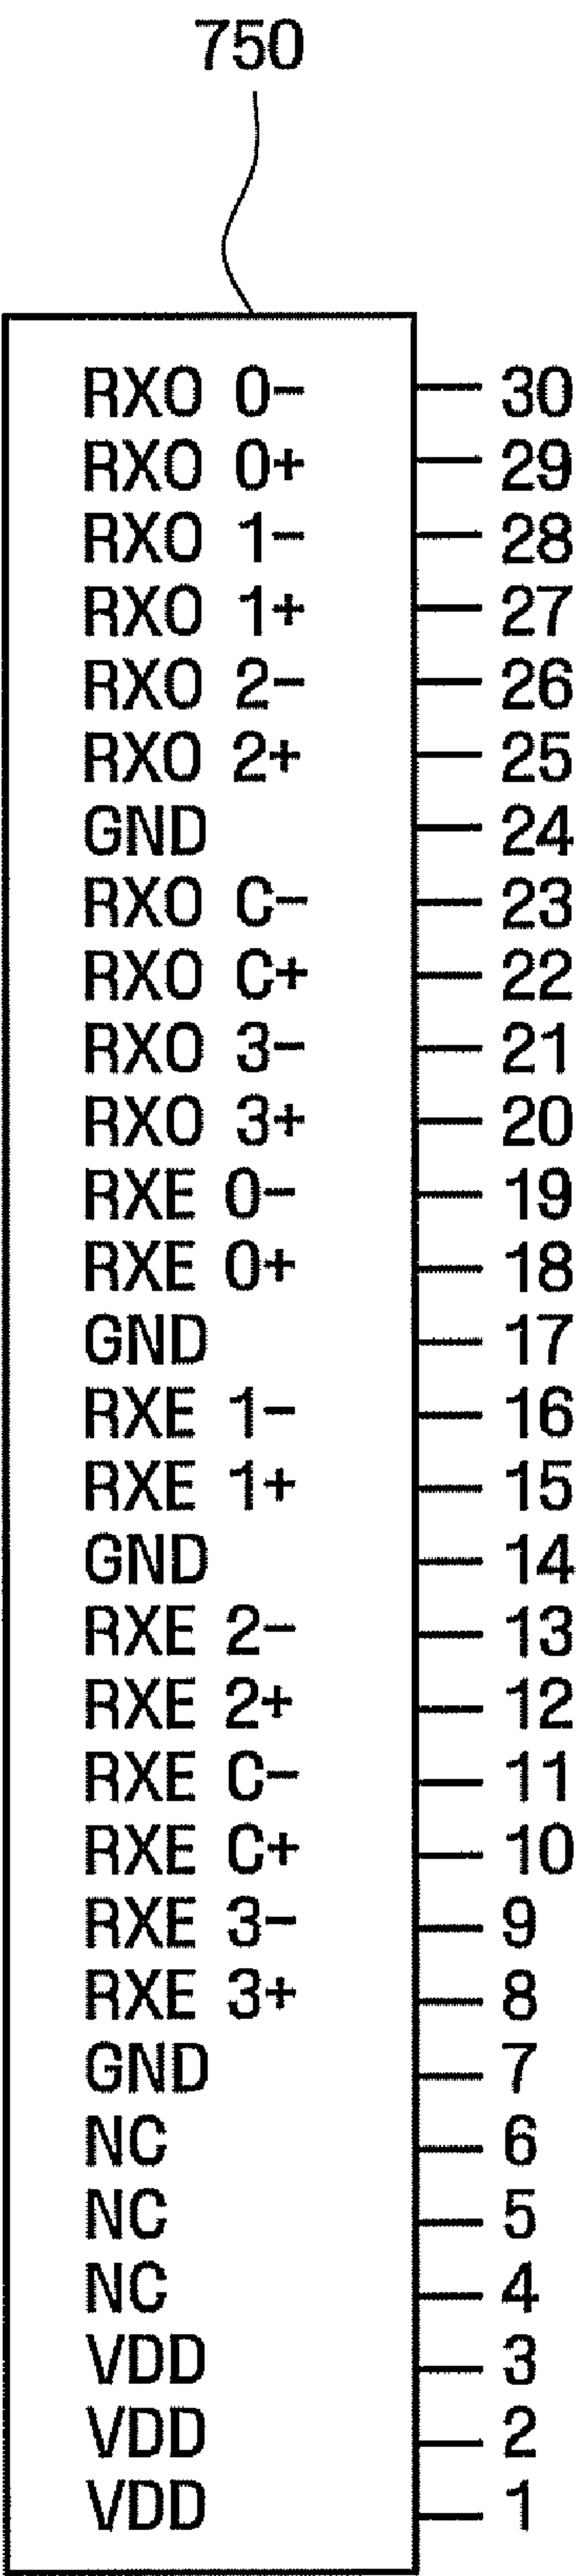 750
RXO 0- 30
RXO 0+ 29
RXO 1- 28
RXO 1+ 27
RXO 2- 26
RXO 2+ 25
GND 24
RXO C- 23
RXO C+ 22
RXO 3- 21
RXO 3+ 20
RXE 0- 19
RXE 0+ 18
GND 17
RXE 1- 16
RXE 1+ 15
GND 14
RXE 2- 13
RXE 2+ 12
RXE C- 11
RXE C+ 10
RXE 3- 9
RXE 3+ 8
GND 7
NC 6
NC 5
NC 4
VDD 3
VDD 2
VDD 1